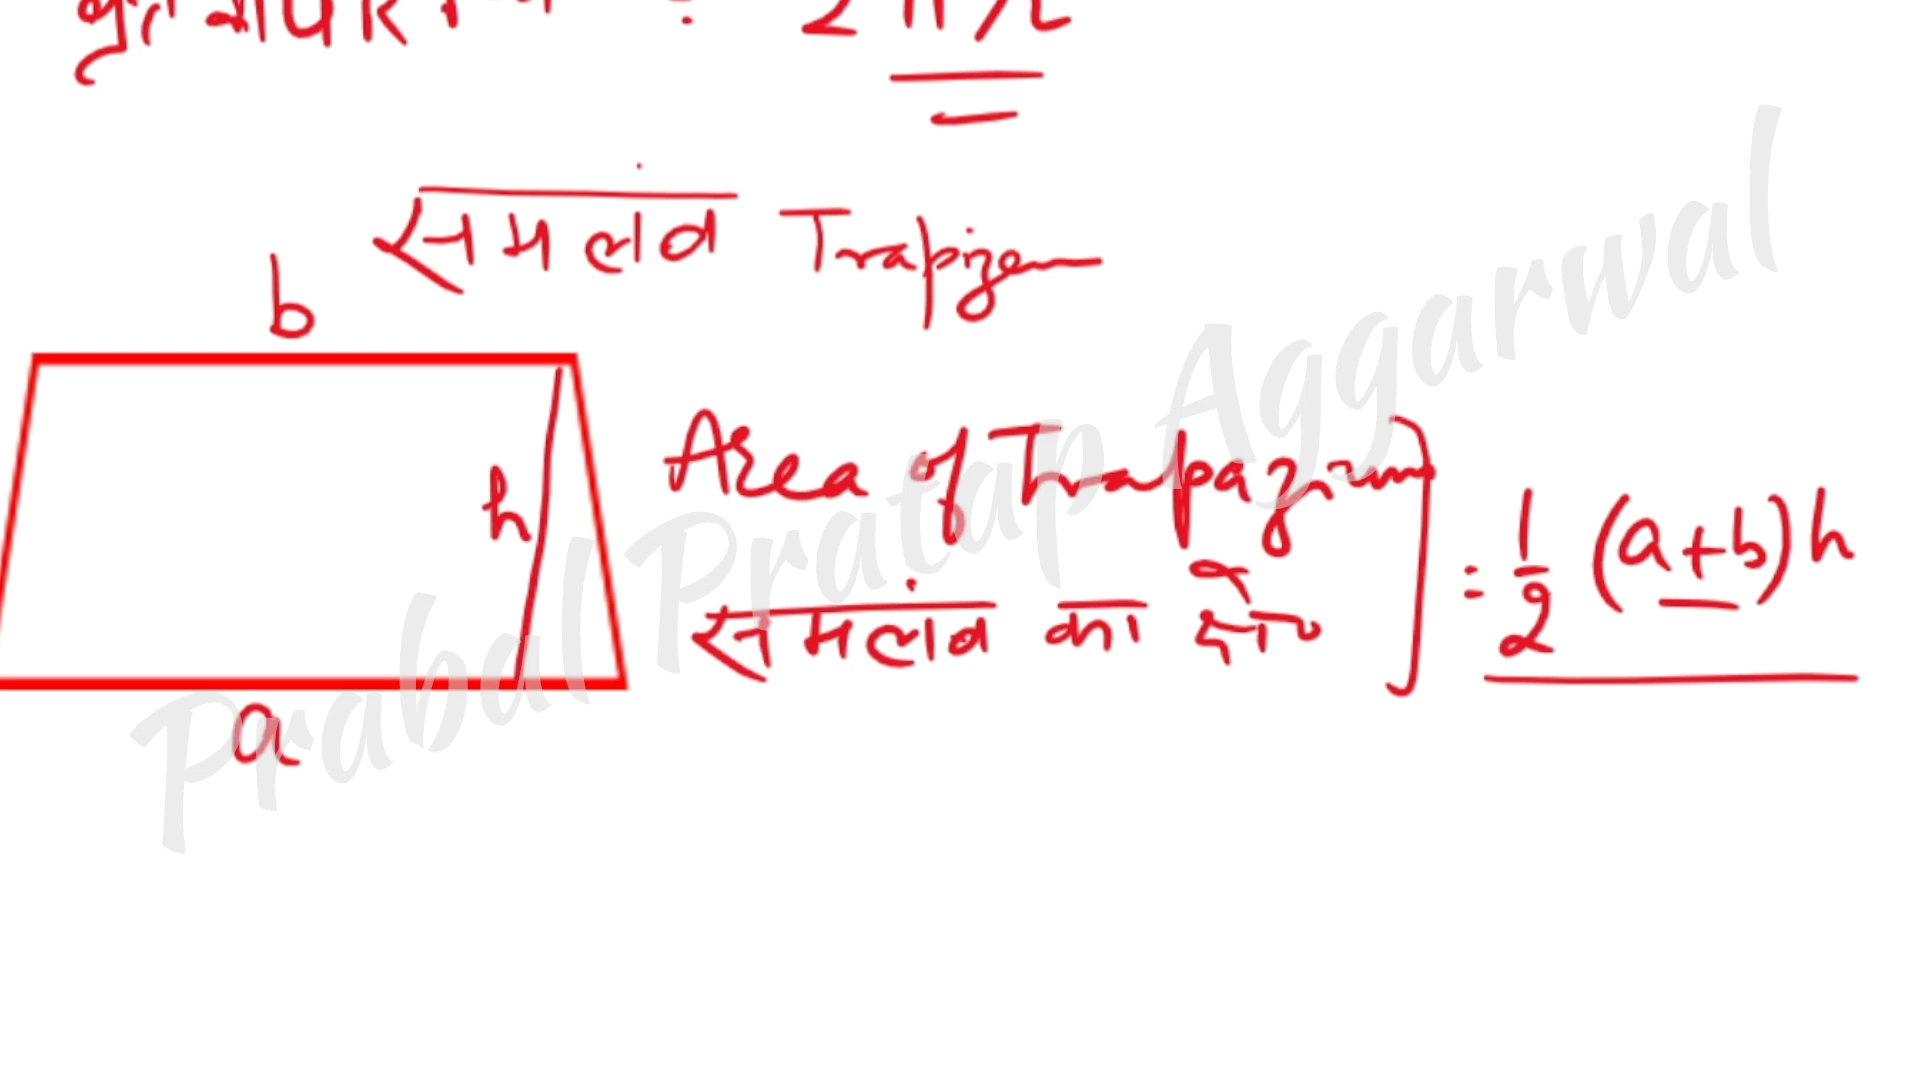 2πr
समलंव Trapizem
b
h
Area of Trapazium
समलंव का क्षे०
= 1/2 (a+b)h
a
Prabal Pratap Aggarwal